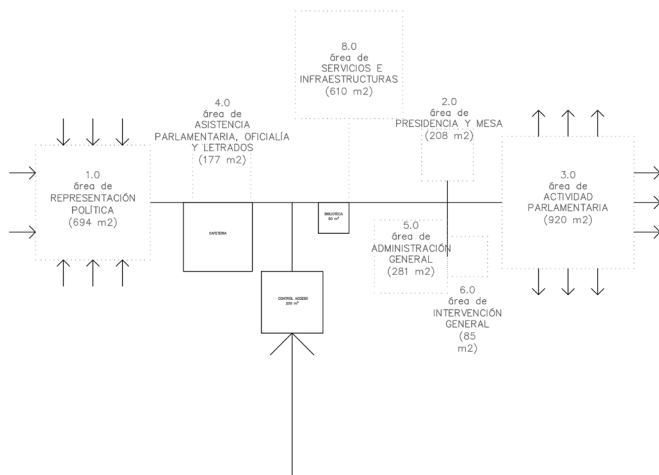 8.0
área de
SERVICIOS E
INFRAESTRUCTURAS
(610 m2)
4.0
área de
ASISTENCIA
PARLAMENTARIA, OFICIALÍA
Y LETRADOS
(177 m2)
2.0
área de
PRESIDENCIA Y MESA
(208 m2)
1.0
área de
REPRESENTACIÓN
POLÍTICA
(694 m2)
3.0
área de
ACTIVIDAD
PARLAMENTARIA
(920 m2)
CAFETERIA
BIBLIOTECA
5.0
área de
ADMINISTRACIÓN
GENERAL
(281 m2)
CONTROL ACCESO
6.0
área de
INTERVENCIÓN
GENERAL
(85
m2)